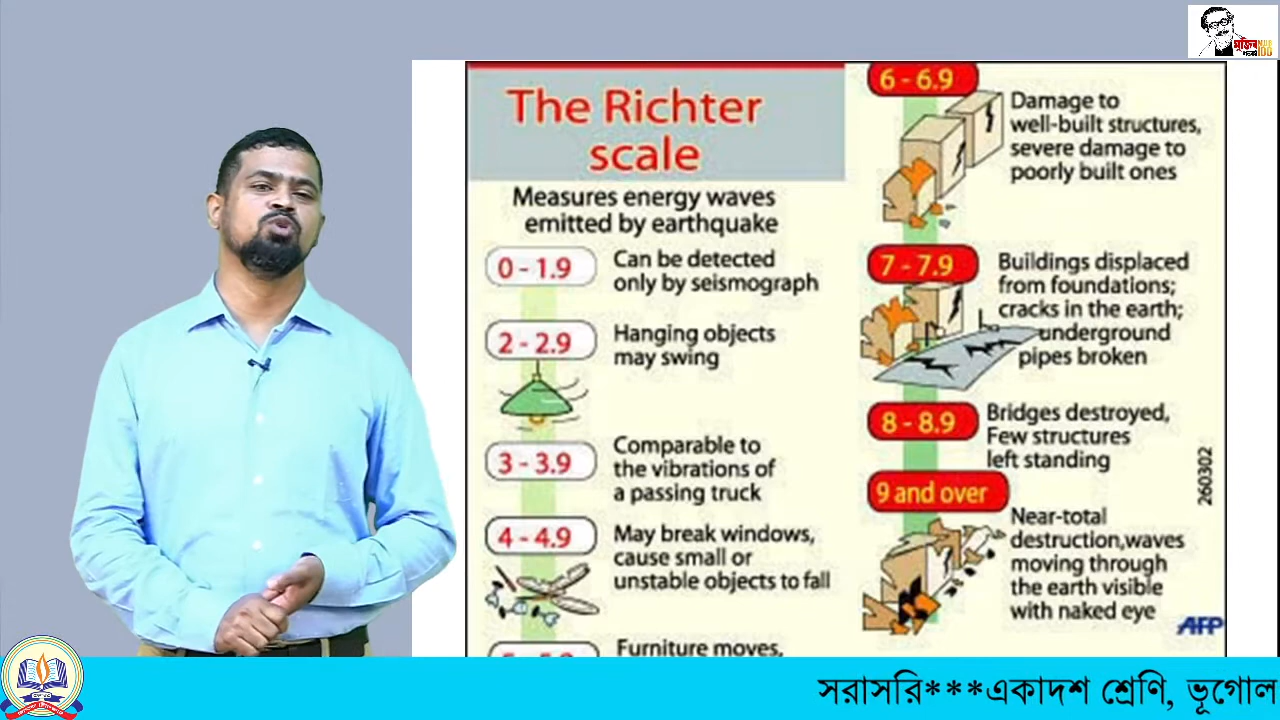 The Richter
scale
Measures energy waves
emitted by earthquake
0 - 1.9
Can be detected
only by seismograph
2 - 2.9
Hanging objects
may swing
3 - 3.9
Comparable to
the vibrations of
a passing truck
4 - 4.9
May break windows,
cause small or
unstable objects to fall
Furniture moves,
6 - 6.9
Damage to
well-built structures,
severe damage to
poorly built ones
7 - 7.9
Buildings displaced
from foundations;
cracks in the earth;
underground
pipes broken
8 - 8.9
Bridges destroyed,
Few structures
left standing
9 and over
Near-total
destruction,waves
moving through
the earth visible
with naked eye
260302
AFP
সরাসরি***একাদশ শ্রেণি, ভূগোল